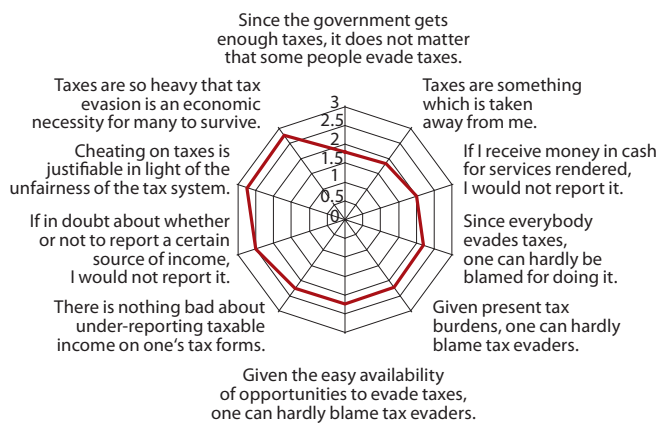 Since the government gets
enough taxes, it does not matter
that some people evade taxes.
Taxes are so heavy that tax
evasion is an economic
necessity for many to survive.
Taxes are something
which is taken
away from me.
3
2.5
2
1.5
1
0.5
0
Cheating on taxes is
justifiable in light of the
unfairness of the tax system.
If I receive money in cash
for services rendered,
I would not report it.
If in doubt about whether
or not to report a certain
source of income,
I would not report it.
Since everybody
evades taxes,
one can hardly be
blamed for doing it.
There is nothing bad about
under-reporting taxable
income on one‘s tax forms.
Given present tax
burdens, one can hardly
blame tax evaders.
Given the easy availability
of opportunities to evade taxes,
one can hardly blame tax evaders.